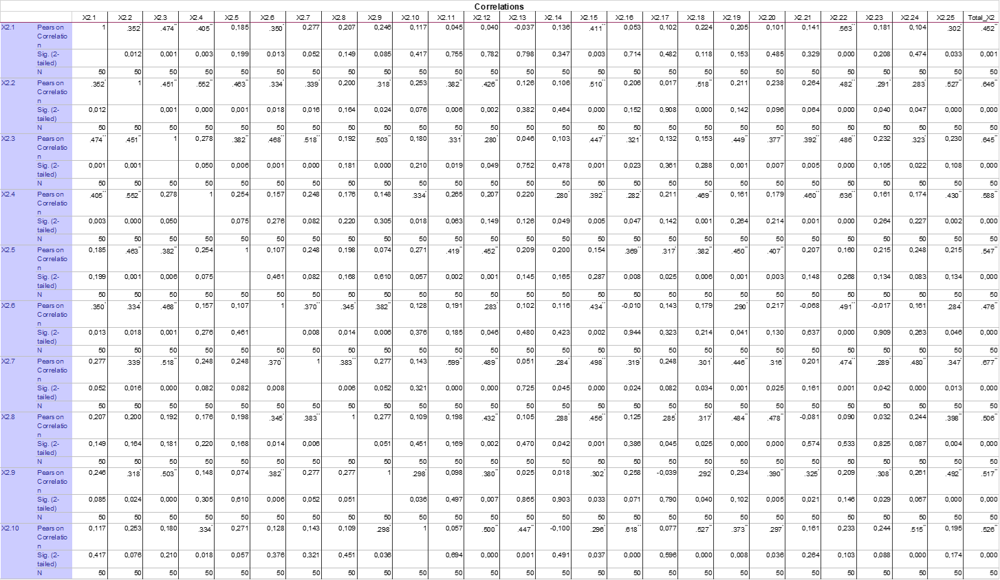 Correlations
X2.1 X2.2 X2.3 X2.4 X2.5 X2.6 X2.7 X2.8 X2.9 X2.10 X2.11 X2.12 X2.13 X2.14 X2.15 X2.16 X2.17 X2.18 X2.19 X2.20 X2.21 X2.22 X2.23 X2.24 X2.25 Total_X2
X2.1 Pearson Correlation 1 .352* .474** .405** 0,185 .350* 0,277 0,207 0,246 0,117 0,045 0,040 -0,037 0,136 .411** 0,053 0,102 0,224 0,205 0,101 0,141 .563** 0,181 0,104 .302* .452**
Sig. (2-tailed) 0,012 0,001 0,003 0,199 0,013 0,052 0,149 0,085 0,417 0,755 0,782 0,798 0,347 0,003 0,714 0,482 0,118 0,153 0,485 0,329 0,000 0,208 0,474 0,033 0,001
N 50 50 50 50 50 50 50 50 50 50 50 50 50 50 50 50 50 50 50 50 50 50 50 50 50 50
X2.2 Pearson Correlation .352* 1 .451** .552** .463** .334* .339* 0,200 .318* 0,253 .382** .426** 0,126 0,106 .510** 0,206 0,017 .518** 0,211 0,238 0,264 .482** .291* .283* .527** .646**
Sig. (2-tailed) 0,012 0,001 0,000 0,001 0,018 0,016 0,164 0,024 0,076 0,006 0,002 0,382 0,464 0,000 0,152 0,908 0,000 0,142 0,096 0,064 0,000 0,040 0,047 0,000 0,000
N 50 50 50 50 50 50 50 50 50 50 50 50 50 50 50 50 50 50 50 50 50 50 50 50 50 50
X2.3 Pearson Correlation .474** .451** 1 0,278 .382** .468** .518** 0,192 .503** 0,180 .331* .280* 0,046 0,103 .447** .321* 0,132 0,153 .449** .377** .392** .486** 0,232 .323* 0,230 .645**
Sig. (2-tailed) 0,001 0,001 0,050 0,006 0,001 0,000 0,181 0,000 0,210 0,019 0,049 0,752 0,478 0,001 0,023 0,361 0,288 0,001 0,007 0,005 0,000 0,105 0,022 0,108 0,000
N 50 50 50 50 50 50 50 50 50 50 50 50 50 50 50 50 50 50 50 50 50 50 50 50 50 50
X2.4 Pearson Correlation .405** .552** 0,278 1 0,254 0,157 0,248 0,176 0,148 .334* 0,265 0,207 0,220 .280* .392** .282* 0,211 .469** 0,161 0,179 .460** .636** 0,161 0,174 .430** .588**
Sig. (2-tailed) 0,003 0,000 0,050 0,075 0,276 0,082 0,220 0,305 0,018 0,063 0,149 0,126 0,049 0,005 0,047 0,142 0,001 0,264 0,214 0,001 0,000 0,264 0,227 0,002 0,000
N 50 50 50 50 50 50 50 50 50 50 50 50 50 50 50 50 50 50 50 50 50 50 50 50 50 50
X2.5 Pearson Correlation 0,185 .463** .382** 0,254 1 0,107 0,248 0,198 0,074 0,271 .419** .452** 0,209 0,200 0,154 .369** .317* .382** .450** .407** 0,207 0,160 0,215 0,248 0,215 .547**
Sig. (2-tailed) 0,199 0,001 0,006 0,075 0,461 0,082 0,168 0,610 0,057 0,002 0,001 0,145 0,165 0,287 0,008 0,025 0,006 0,001 0,003 0,148 0,268 0,134 0,083 0,134 0,000
N 50 50 50 50 50 50 50 50 50 50 50 50 50 50 50 50 50 50 50 50 50 50 50 50 50 50
X2.6 Pearson Correlation .350* .334* .468** 0,157 0,107 1 .370** .345* .382** 0,128 0,191 .283* 0,102 0,116 .434** -0,010 0,143 0,179 .290* 0,217 -0,068 .491** -0,017 0,161 .284* .476**
Sig. (2-tailed) 0,013 0,018 0,001 0,276 0,461 0,008 0,014 0,006 0,376 0,185 0,046 0,480 0,423 0,002 0,944 0,323 0,214 0,041 0,130 0,637 0,000 0,909 0,263 0,046 0,000
N 50 50 50 50 50 50 50 50 50 50 50 50 50 50 50 50 50 50 50 50 50 50 50 50 50 50
X2.7 Pearson Correlation 0,277 .339* .518** 0,248 0,248 .370** 1 .383** 0,277 0,143 .599** .489** 0,051 .284* .498** .319* 0,248 .301* .446** .316* 0,201 .474** .289* .480** .347* .677**
Sig. (2-tailed) 0,052 0,016 0,000 0,082 0,082 0,008 0,006 0,052 0,321 0,000 0,000 0,725 0,045 0,000 0,024 0,082 0,034 0,001 0,025 0,161 0,001 0,042 0,000 0,013 0,000
N 50 50 50 50 50 50 50 50 50 50 50 50 50 50 50 50 50 50 50 50 50 50 50 50 50 50
X2.8 Pearson Correlation 0,207 0,200 0,192 0,176 0,198 .345* .383** 1 0,277 0,109 0,198 .432** 0,105 .288* .456** 0,125 .285* .317* .484** .478** -0,081 0,090 0,032 0,244 .398** .506**
Sig. (2-tailed) 0,149 0,164 0,181 0,220 0,168 0,014 0,006 0,051 0,451 0,169 0,002 0,470 0,042 0,001 0,386 0,045 0,025 0,000 0,000 0,574 0,533 0,825 0,087 0,004 0,000
N 50 50 50 50 50 50 50 50 50 50 50 50 50 50 50 50 50 50 50 50 50 50 50 50 50 50
X2.9 Pearson Correlation 0,246 .318* .503** 0,148 0,074 .382** 0,277 0,277 1 .298* 0,098 .380** 0,025 0,018 .302* 0,258 -0,039 .292* 0,234 .390** .325* 0,209 .308* 0,261 .492** .517**
Sig. (2-tailed) 0,085 0,024 0,000 0,305 0,610 0,006 0,052 0,051 0,036 0,497 0,007 0,865 0,903 0,033 0,071 0,790 0,040 0,102 0,005 0,021 0,146 0,029 0,067 0,000 0,000
N 50 50 50 50 50 50 50 50 50 50 50 50 50 50 50 50 50 50 50 50 50 50 50 50 50 50
X2.10 Pearson Correlation 0,117 0,253 0,180 .334* 0,271 0,128 0,143 0,109 .298* 1 0,057 .500** .447** -0,100 .296* .618** 0,077 .527** .373** .297* 0,161 0,233 0,244 .515** 0,195 .526**
Sig. (2-tailed) 0,417 0,076 0,210 0,018 0,057 0,376 0,321 0,451 0,036 0,694 0,000 0,001 0,491 0,037 0,000 0,596 0,000 0,008 0,036 0,264 0,103 0,088 0,000 0,174 0,000
N 50 50 50 50 50 50 50 50 50 50 50 50 50 50 50 50 50 50 50 50 50 50 50 50 50 50